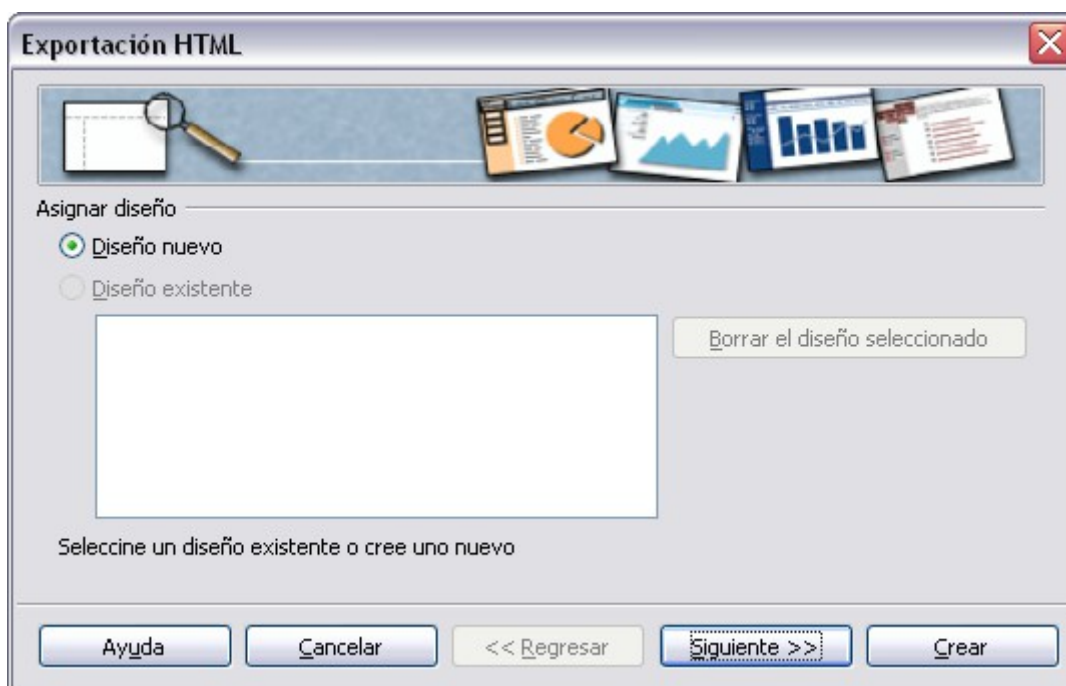 Exportación HTML
Asignar diseño
Diseño nuevo
Diseño existente
Borrar el diseño seleccionado
Seleccine un diseño existente o cree uno nuevo
Ayuda
Cancelar
<< Regresar
Siguiente >>
Crear